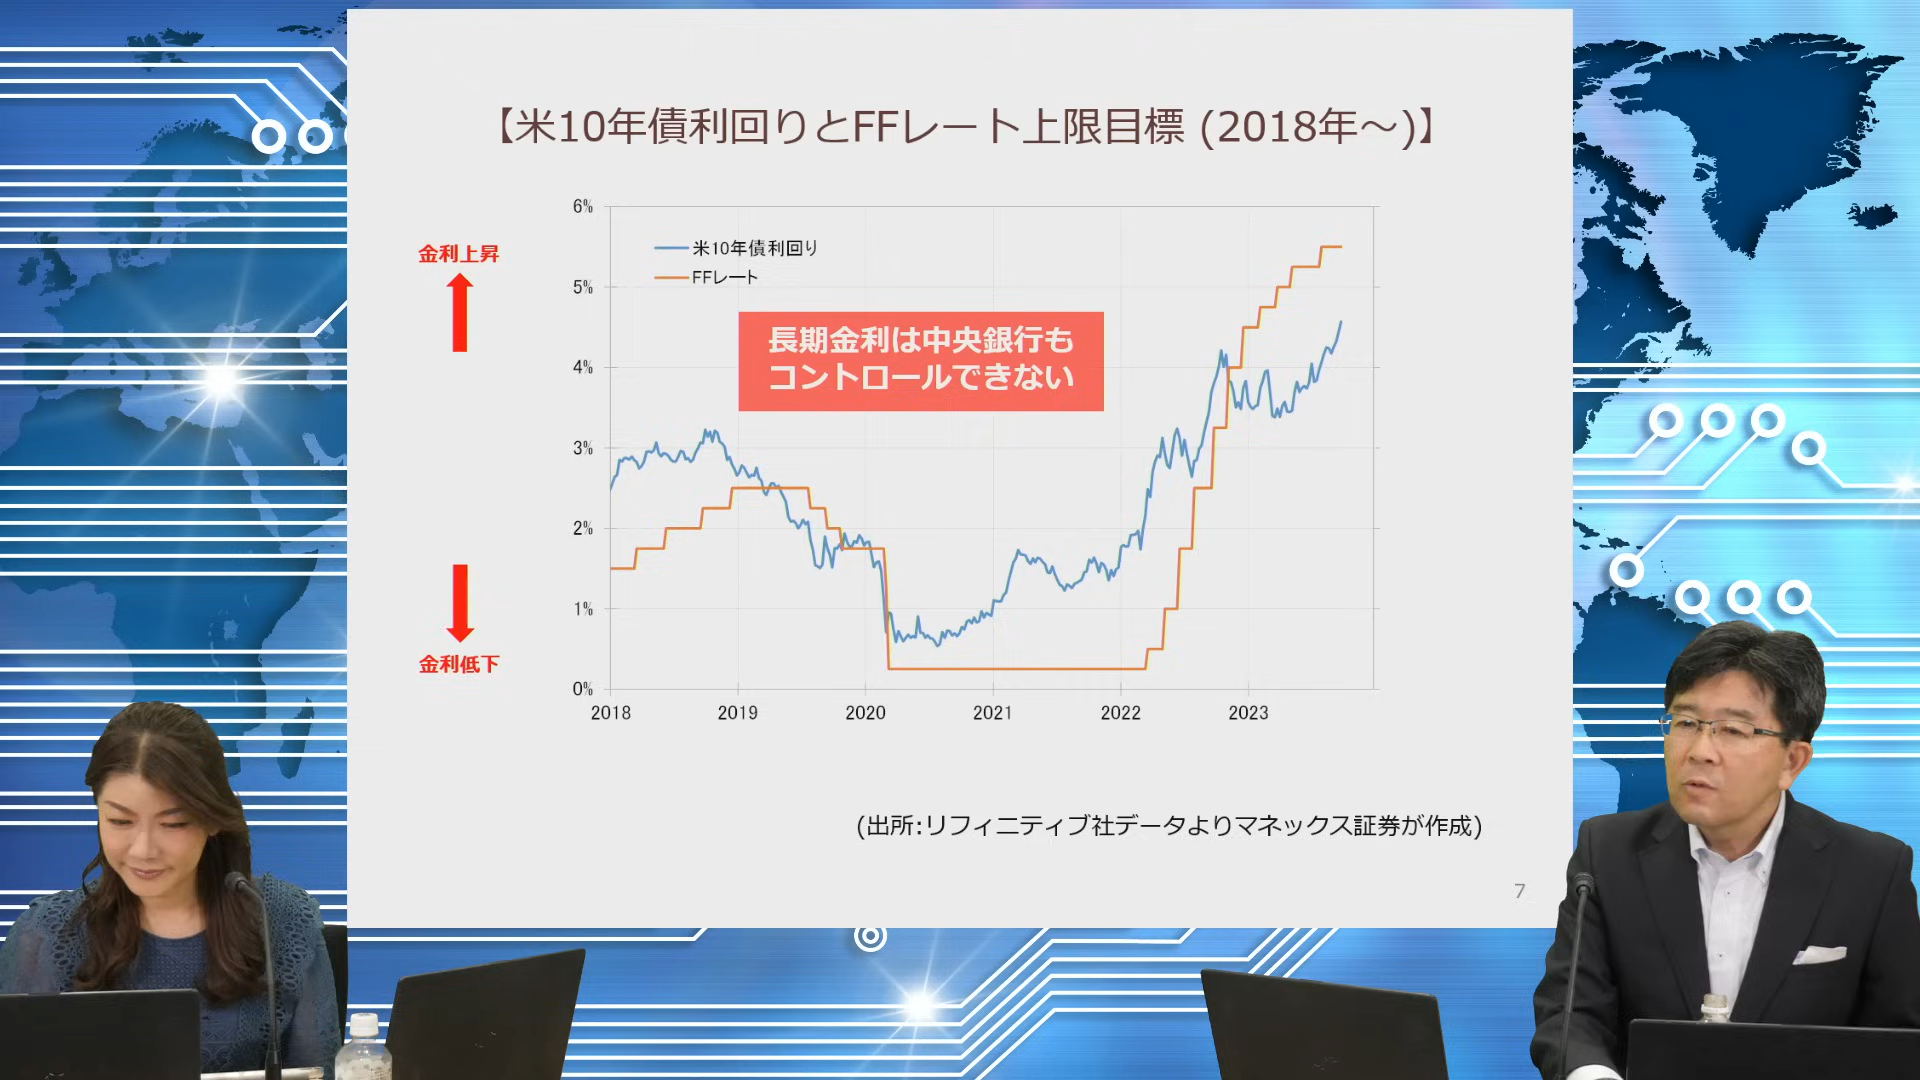 【米10年債利回りとFFレート上限目標 (2018年～)】
金利上昇
金利低下
6%
5%
4%
3%
2%
1%
0%
米10年債利回り
FFレート
長期金利は中央銀行も
コントロールできない
2018 2019 2020 2021 2022 2023
(出所:リフィニティブ社データよりマネックス証券が作成)
7